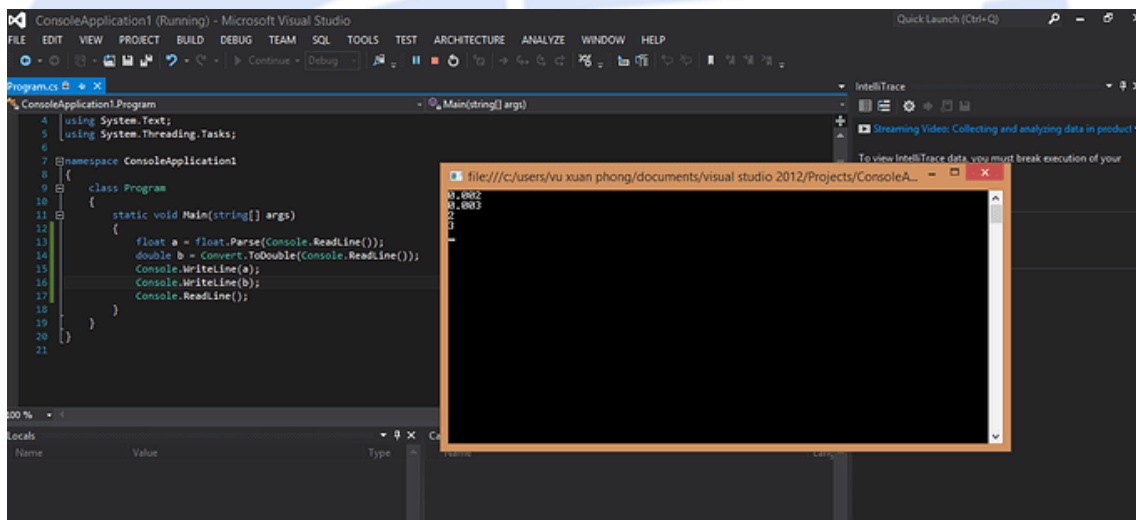 ConsoleApplication1 (Running) - Microsoft Visual Studio
Quick Launch (Ctrl+Q)
FILE EDIT VIEW PROJECT BUILD DEBUG TEAM SQL TOOLS TEST ARCHITECTURE ANALYZE WINDOW HELP
Continue Debug
Program.cs
ConsoleApplication1.Program
Main(string[] args)
4 using System.Text;
5 using System.Threading.Tasks;
6
7 namespace ConsoleApplication1
8 {
9 class Program
10 {
11 static void Main(string[] args)
12 {
13 float a = float.Parse(Console.ReadLine());
14 double b = Convert.ToDouble(Console.ReadLine());
15 Console.WriteLine(a);
16 Console.WriteLine(b);
17 Console.ReadLine();
18 }
19 }
20 }
21
100 %
Locals
Name Value Type
Name
file:///c:/users/vu xuan phong/documents/visual studio 2012/Projects/ConsoleA...
0.002
0.003
2
3
IntelliTrace
Streaming Video: Collecting and analyzing data in product
To view IntelliTrace data, you must break execution of your